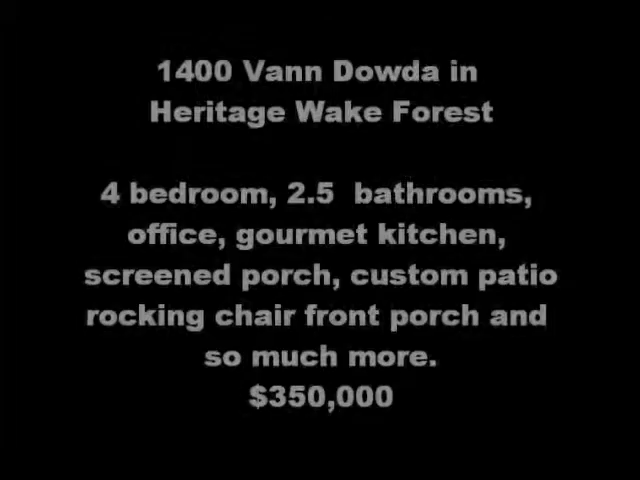 1400 Vann Dowda in
Heritage Wake Forest
4 bedroom, 2.5 bathrooms,
office, gourmet kitchen,
screened porch, custom patio
rocking chair front porch and
so much more.
$350,000